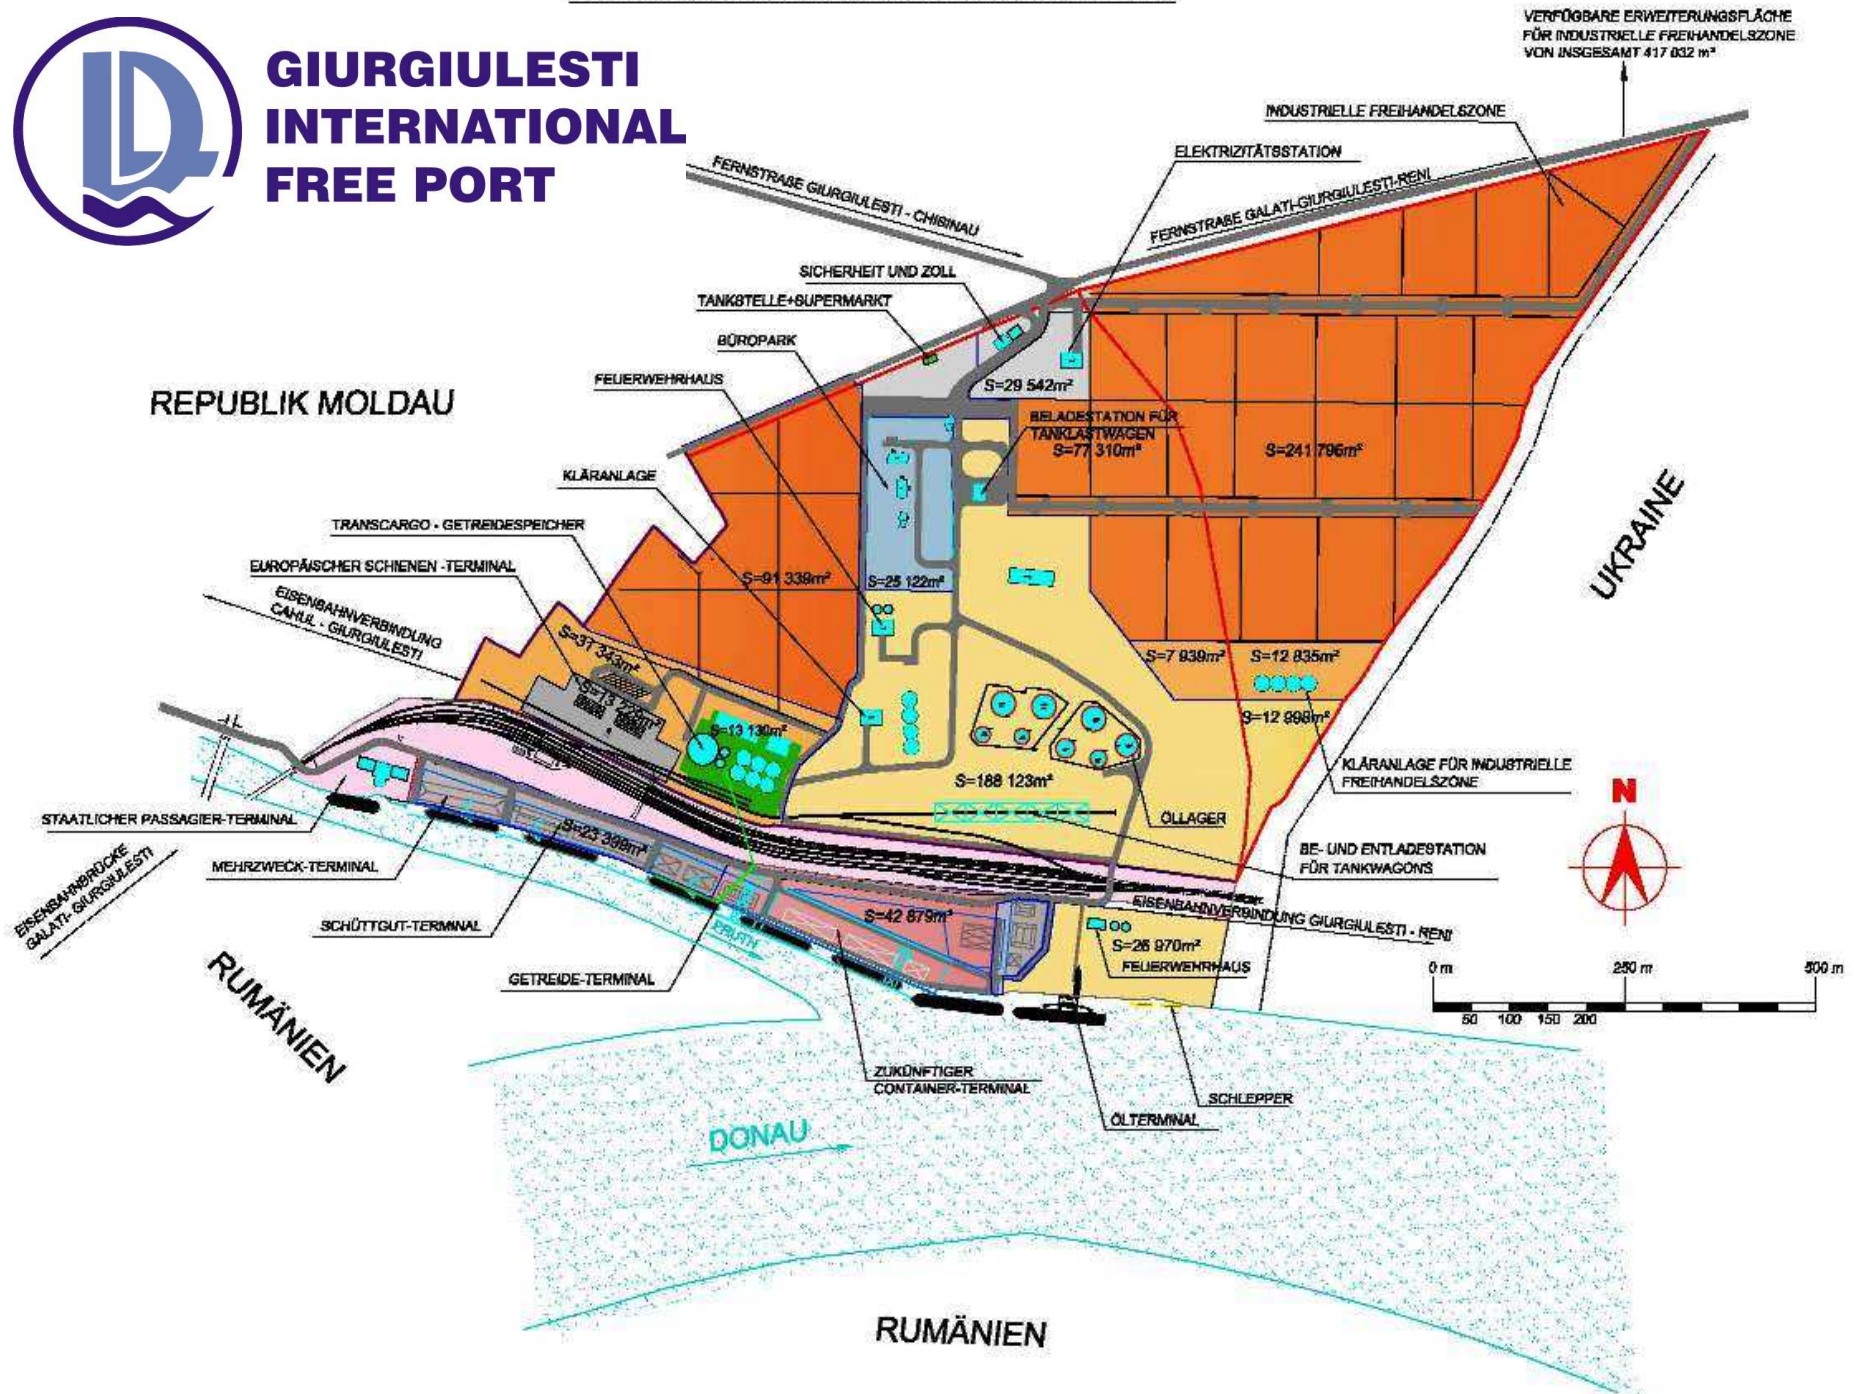 GIURGIULESTI
INTERNATIONAL
FREE PORT
VERFÜGBARE ERWEITERUNGSFLÄCHE
FÜR INDUSTRIELLE FREIHANDELSZONE
VON INSGESAMT 417 032 m²
INDUSTRIELLE FREIHANDELSZONE
ELEKTRIZITÄTSSTATION
FERNSTRAßE GIURGIULESTI - CHISINAU
FERNSTRAßE GALATI-GIURGIULESTI-RENI
SICHERHEIT UND ZOLL
TANKSTELLE+SUPERMARKT
BÜROPARK
FEUERWEHRHAUS
REPUBLIK MOLDAU
S=29 542m²
BELADESTATION FÜR
TANKLASTWAGEN
S=77 310m²
S=241 796m²
KLÄRANLAGE
TRANSCARGO - GETREIDESPEICHER
EUROPÄISCHER SCHIENEN -TERMINAL
UKRAINE
S=91 339m²
S=25 122m²
EISENBAHNVERBINDUNG
CAHUL - GIURGIULESTI
S=31 343m²
S=7 939m²
S=12 835m²
S=12 998m²
S=13 130m²
KLÄRANLAGE FÜR INDUSTRIELLE
FREIHANDELSZONE
S=188 123m²
N
STAATLICHER PASSAGIER-TERMINAL
ÖLLAGER
S=23 399m²
BE- UND ENTLADESTATION
FÜR TANKWAGONS
MEHRZWECK-TERMINAL
EISENBAHNBRÜCKE
GALATI- GIURGIULESTI
SCHÜTTGUT-TERMINAL
S=42 879m²
EISENBAHNVERBINDUNG GIURGIULESTI - RENI
PRUTH
S=26 970m²
FEUERWEHRHAUS
GETREIDE-TERMINAL
0 m
250 m
500 m
50 100 150 200
RUMÄNIEN
ZUKÜNFTIGER
CONTAINER-TERMINAL
SCHLEPPER
ÖLTERMINAL
DONAU
RUMÄNIEN